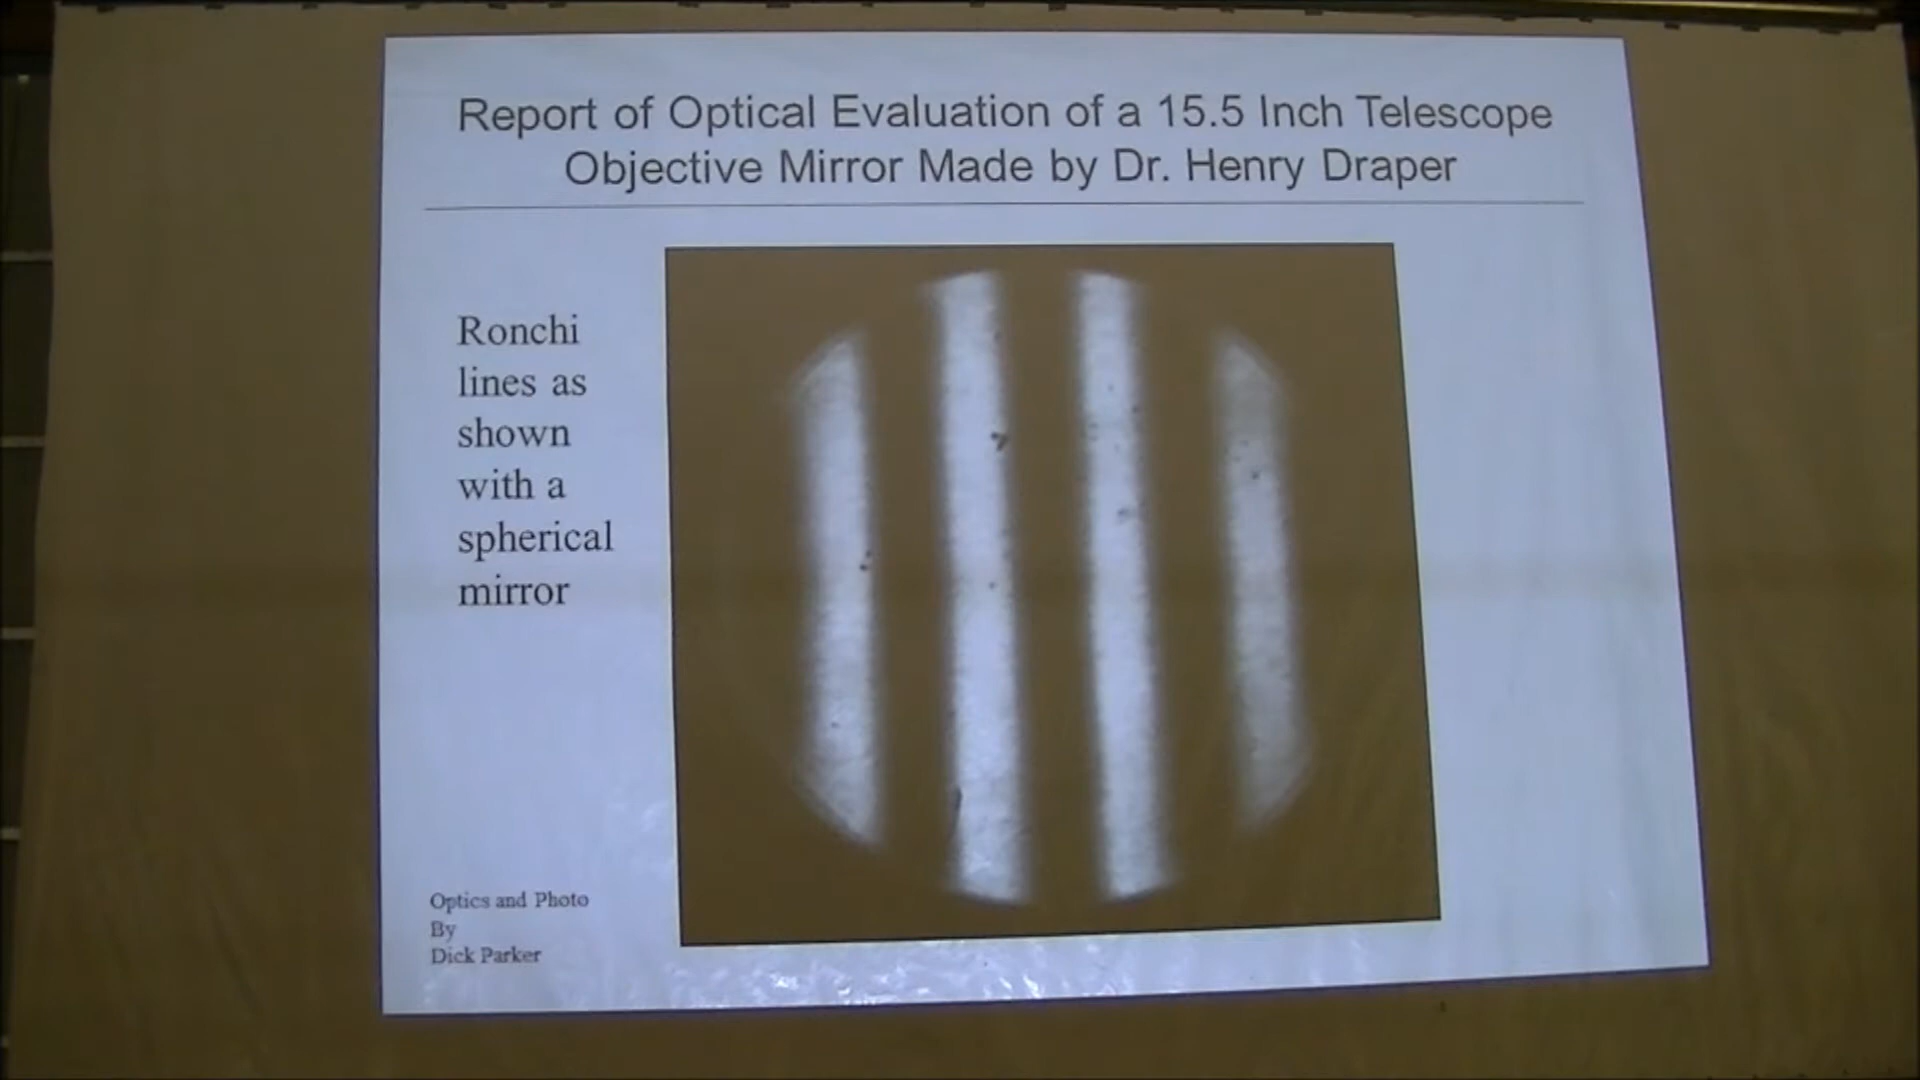 Report of Optical Evaluation of a 15.5 Inch Telescope
Objective Mirror Made by Dr. Henry Draper
Ronchi
lines as
shown
with a
spherical
mirror
Optics and Photo
By
Dick Parker